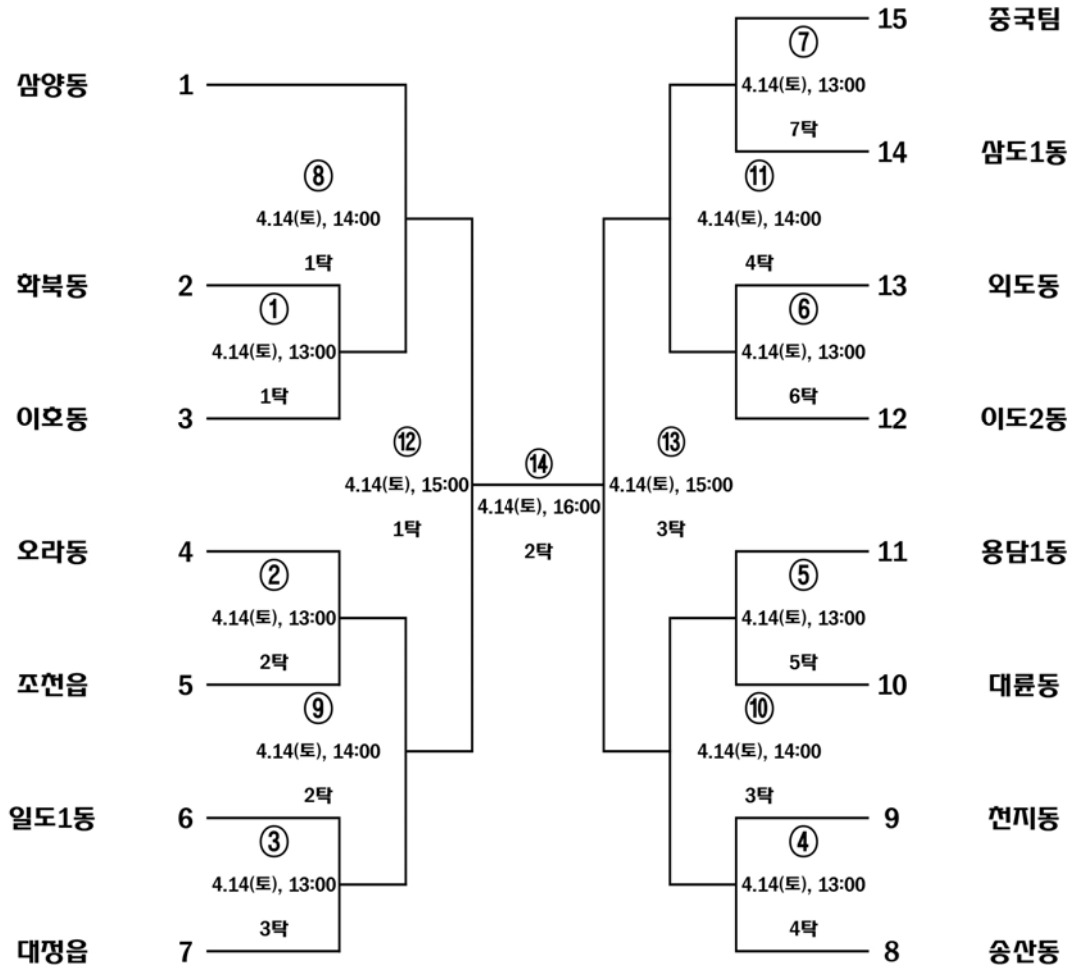 삼양동 1
⑧
4.14(토), 14:00
1탁
화북동 2
①
4.14(토), 13:00
1탁
이호동 3
⑫
4.14(토), 15:00
1탁
오라동 4
②
4.14(토), 13:00
2탁
조천읍 5
⑨
4.14(토), 14:00
2탁
일도1동 6
③
4.14(토), 13:00
3탁
대정읍 7
⑭
4.14(토), 16:00
2탁
15 중국팀
⑦
4.14(토), 13:00
7탁
14 삼도1동
⑪
4.14(토), 14:00
4탁
13 외도동
⑥
4.14(토), 13:00
6탁
12 이도2동
⑬
4.14(토), 15:00
3탁
11 용담1동
⑤
4.14(토), 13:00
5탁
10 대륜동
⑩
4.14(토), 14:00
3탁
9 천지동
④
4.14(토), 13:00
4탁
8 송산동